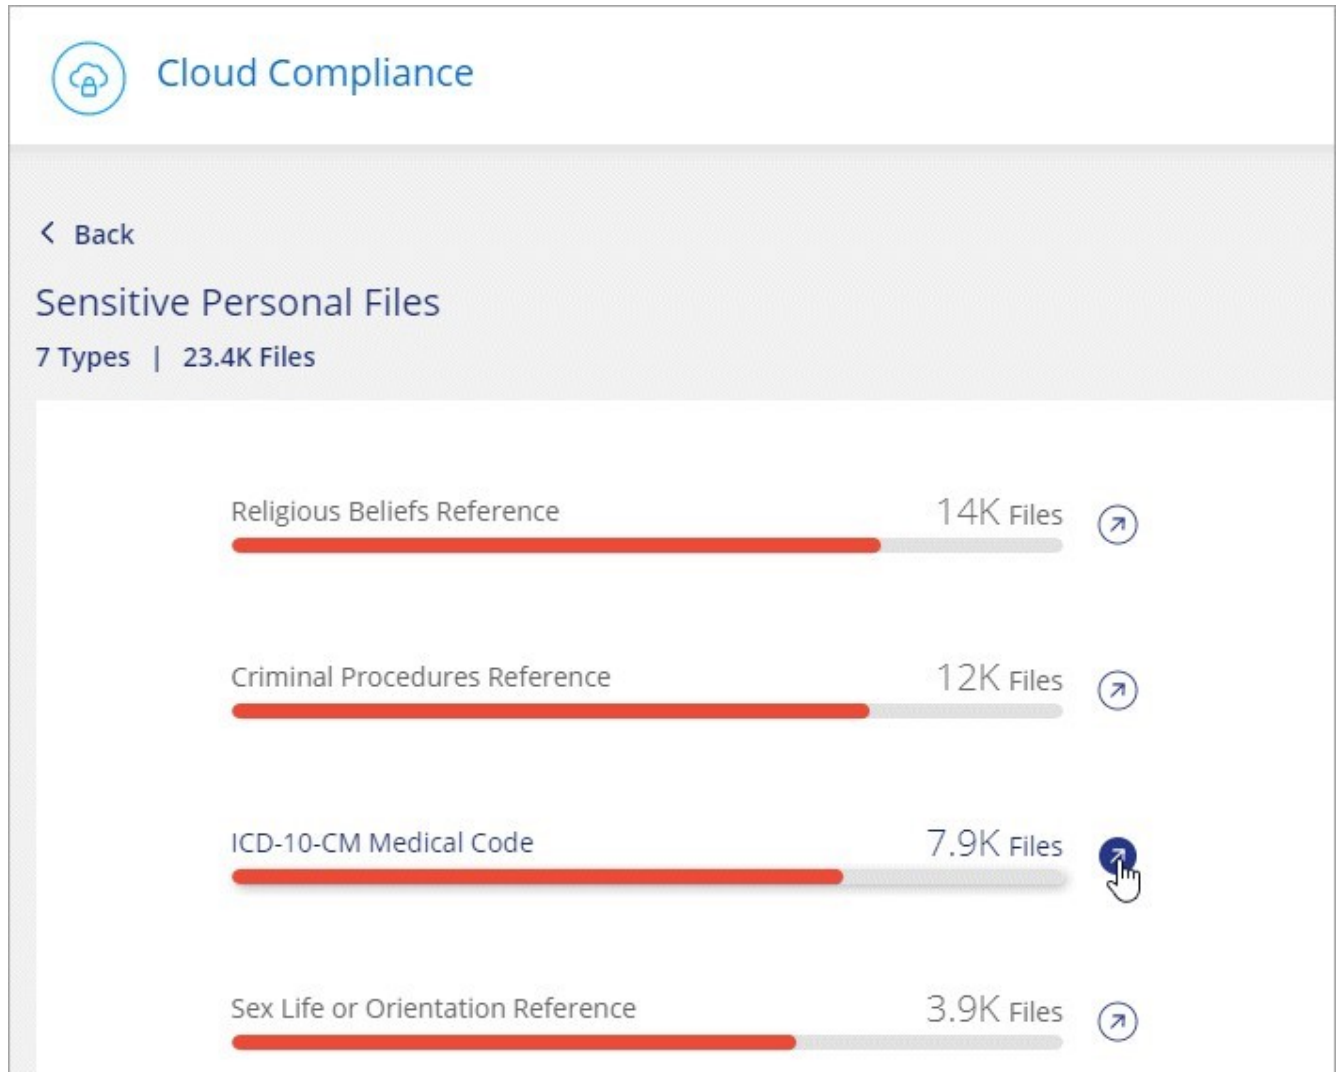 Cloud Compliance
Back
Sensitive Personal Files
7 Types | 23.4K Files
Religious Beliefs Reference 14K Files
Criminal Procedures Reference 12K Files
ICD-10-CM Medical Code 7.9K Files
Sex Life or Orientation Reference 3.9K Files